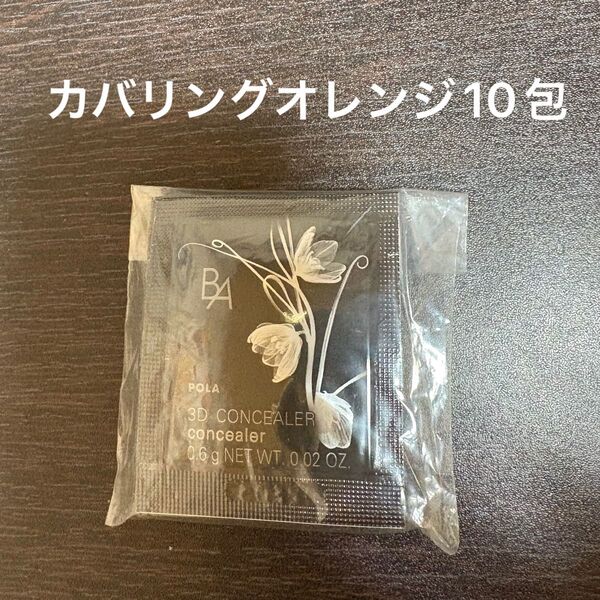 カバリングオレンジ10包
BA
POLA
3D CONCEALER
concealer
0.6g NET WT. 0.02 OZ.